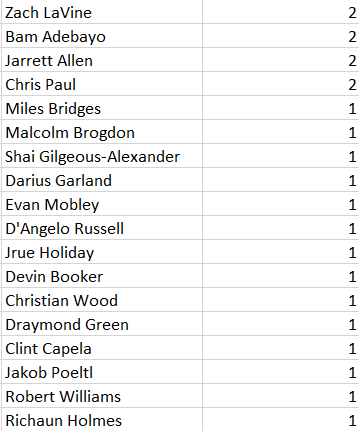 Zach LaVine 2
Bam Adebayo 2
Jarrett Allen 2
Chris Paul 2
Miles Bridges 1
Malcolm Brogdon 1
Shai Gilgeous-Alexander 1
Darius Garland 1
Evan Mobley 1
D'Angelo Russell 1
Jrue Holiday 1
Devin Booker 1
Christian Wood 1
Draymond Green 1
Clint Capela 1
Jakob Poeltl 1
Robert Williams 1
Richaun Holmes 1